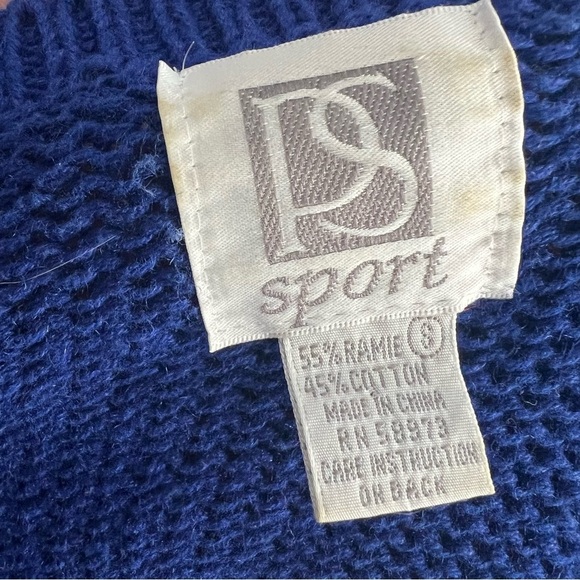 PS
sport
55% RAMIE Ⓢ
45% COTTON
MADE IN CHINA
RN 58973
CARE INSTRUCTION
ON BACK